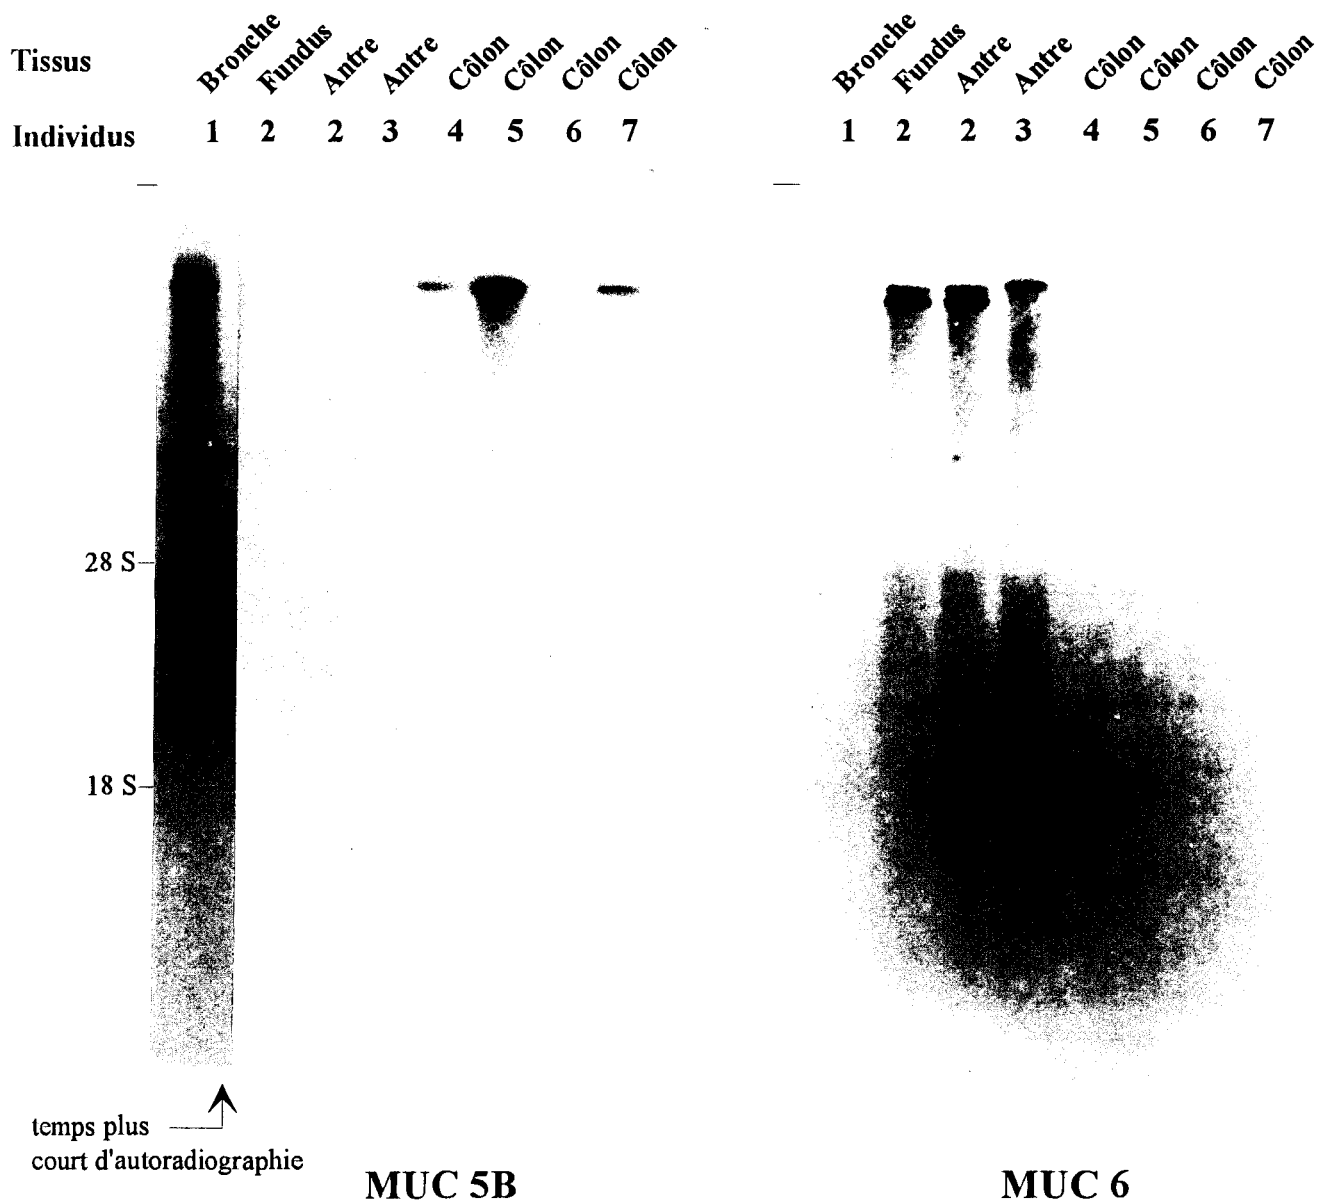 Tissus Bronche Fundus Antre Antre Côlon Côlon Côlon Côlon Bronche Fundus Antre Antre Côlon Côlon Côlon Côlon
Individus 1 2 2 3 4 5 6 7 1 2 2 3 4 5 6 7
28 S
18 S
temps plus
court d'autoradiographie
MUC 5B MUC 6